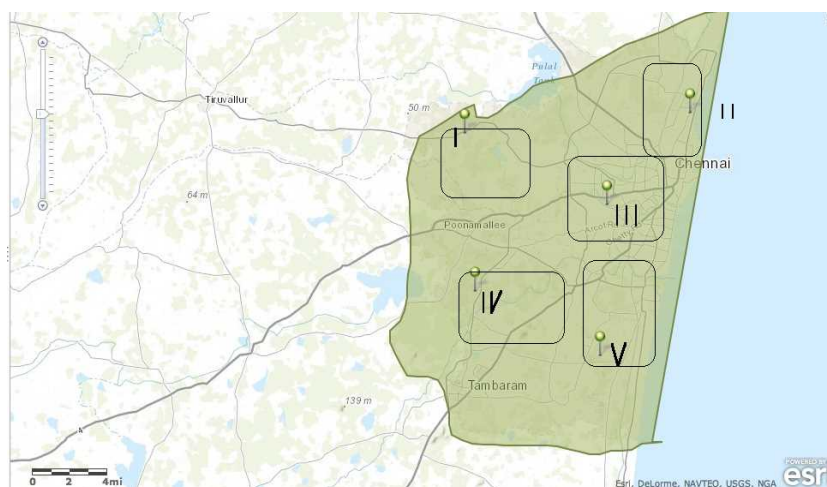 Pulal
Tank
Tiruvallur
50 m
I
II
Chennai
64 m
III
Poonamallee
Arcot R
IV
V
Tambaram
139 m
0 2 4mi
POWERED BY
esri
Esri, DeLorme, NAVTEQ, USGS, NGA